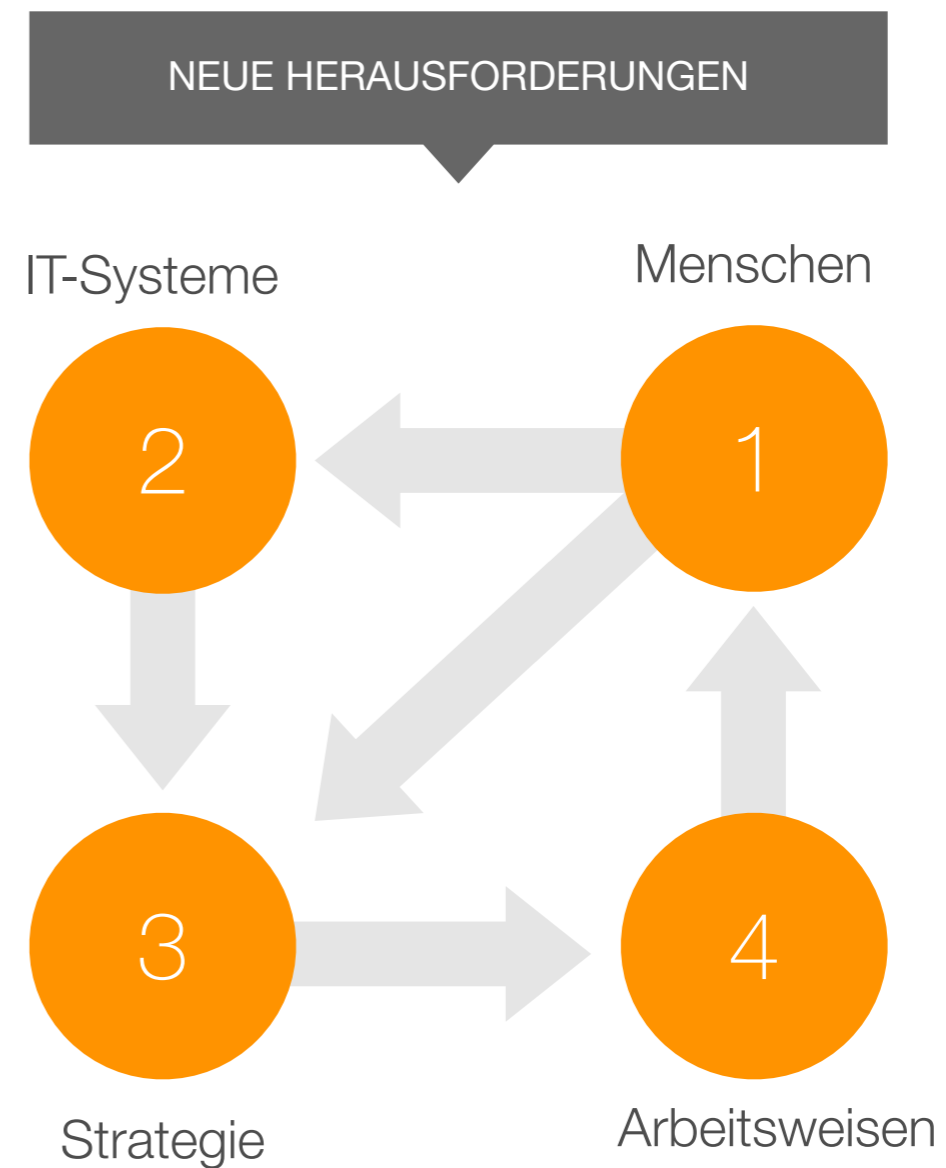 NEUE HERAUSFORDERUNGEN
IT-Systeme
Menschen
2
1
3
4
Strategie
Arbeitsweisen